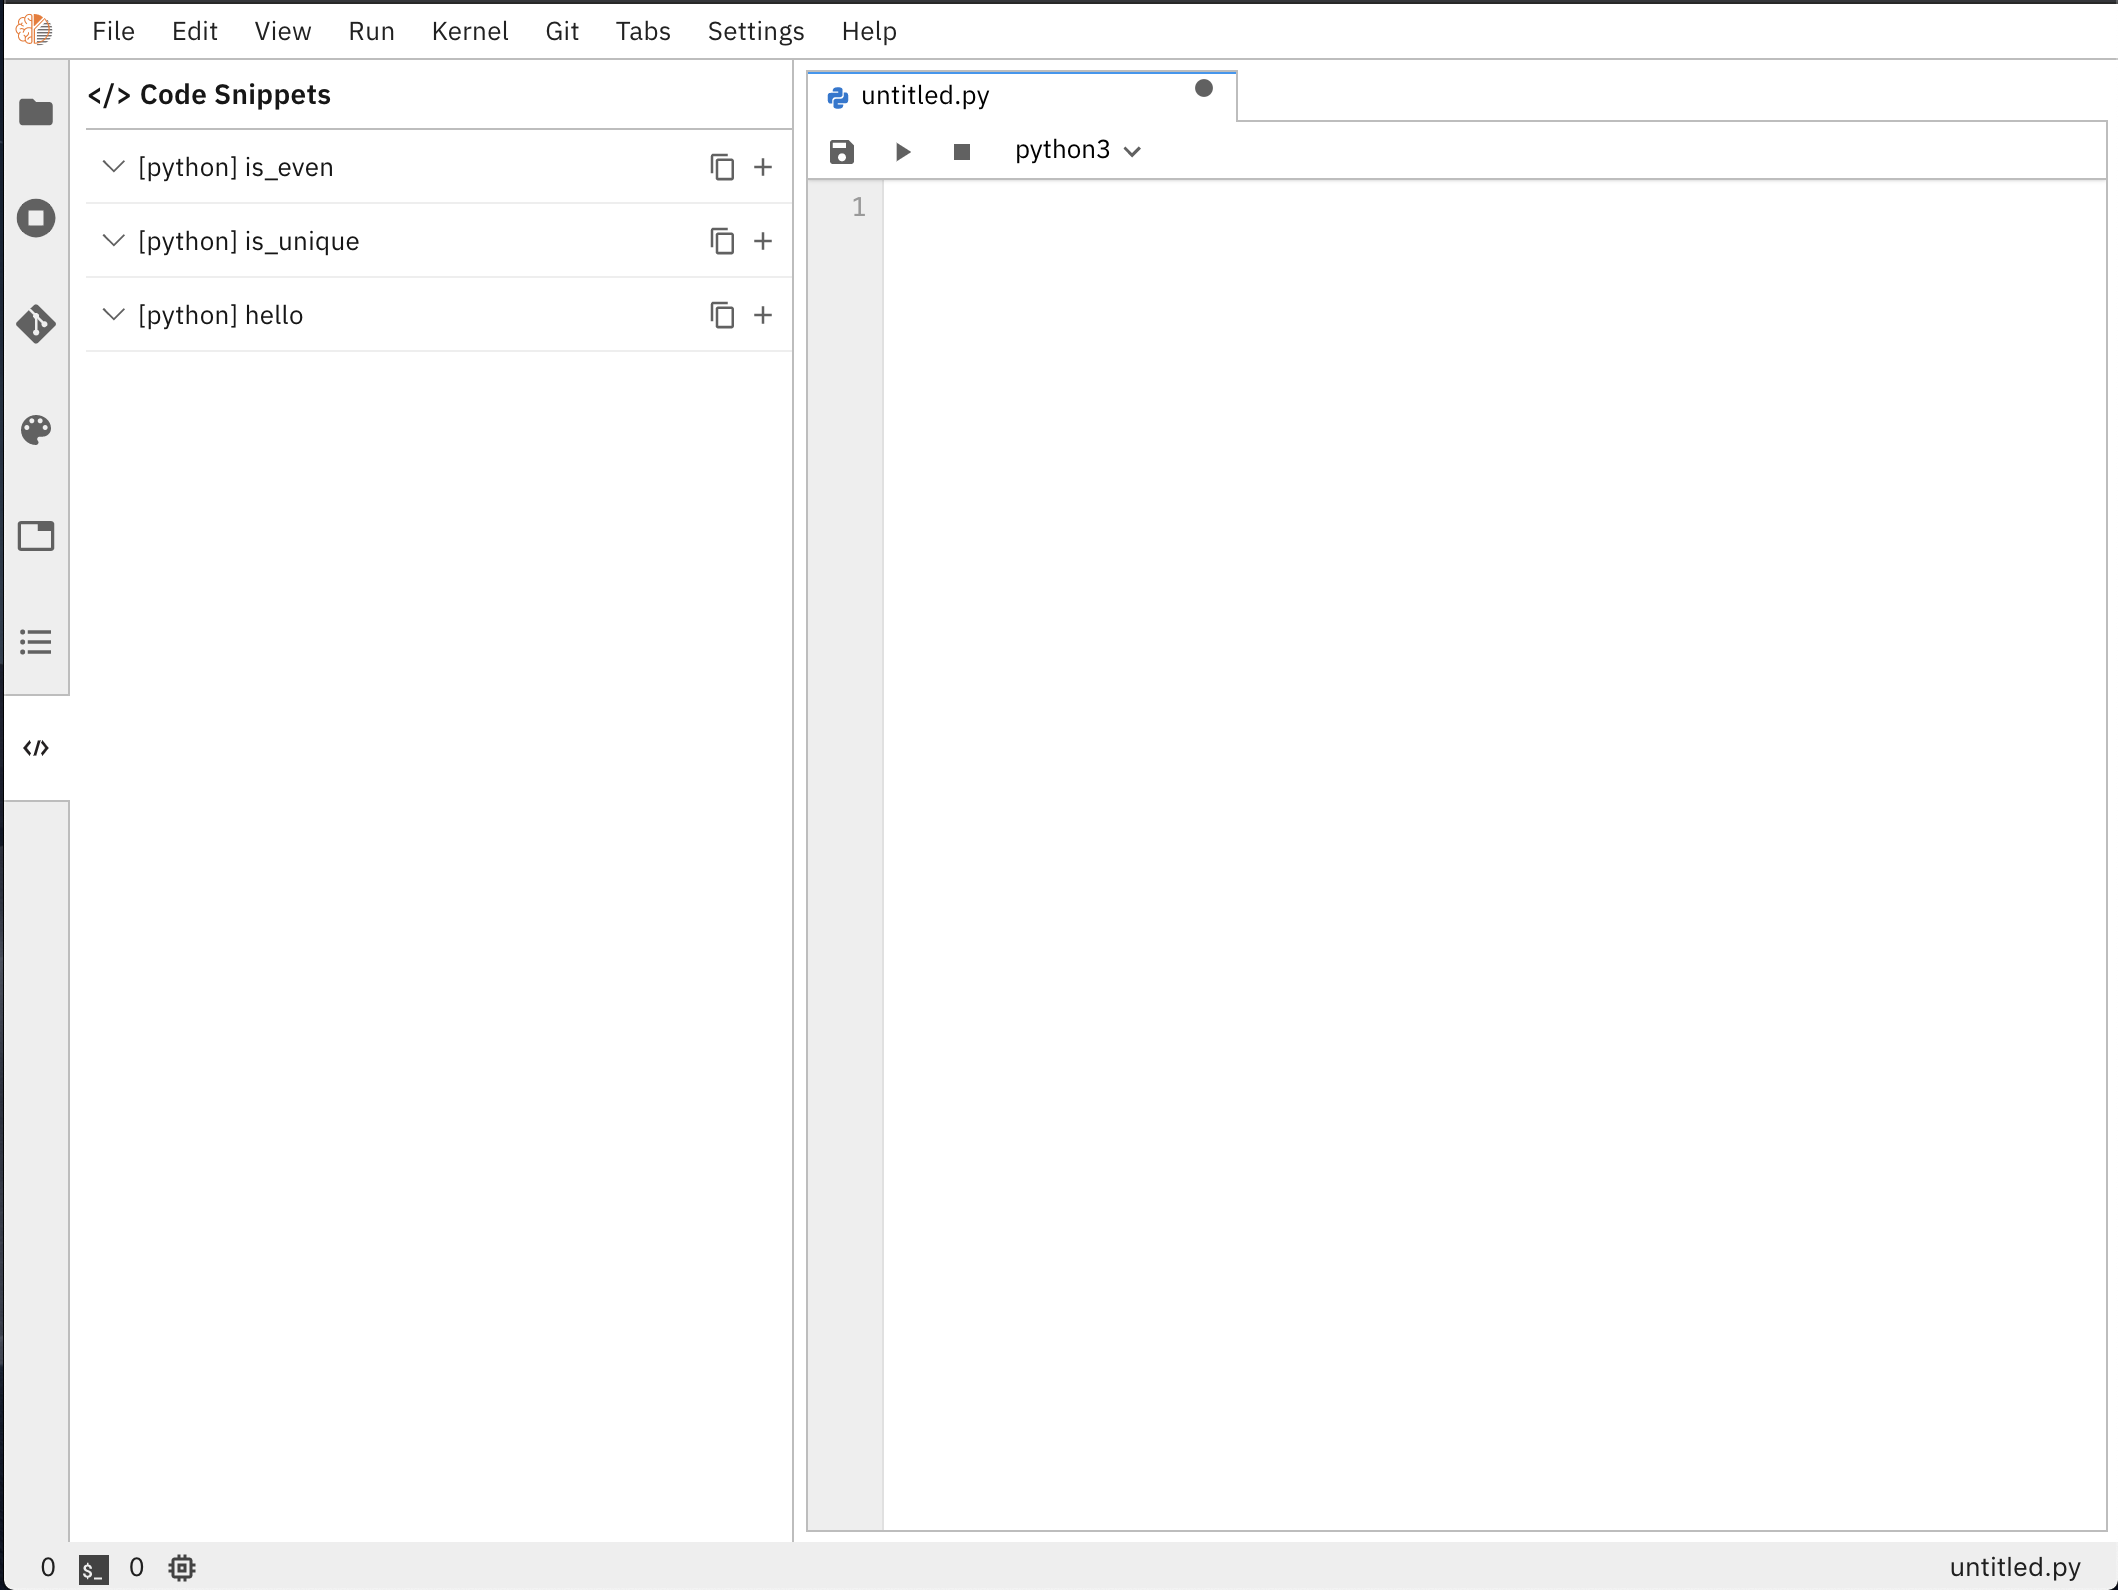 File Edit View Run Kernel Git Tabs Settings Help
</> Code Snippets
[python] is_even
[python] is_unique
[python] hello
untitled.py
python3
1
0 $_ 0
untitled.py